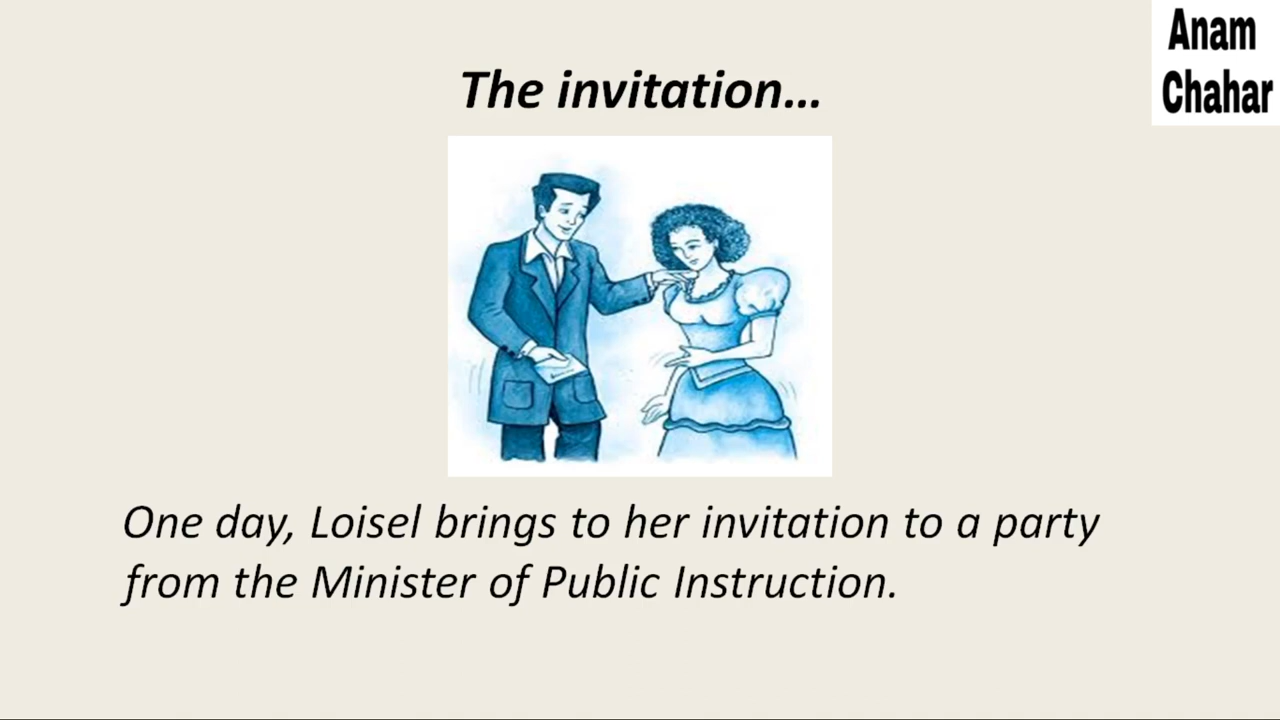 Anam
Chahar
The invitation...
One day, Loisel brings to her invitation to a party
from the Minister of Public Instruction.